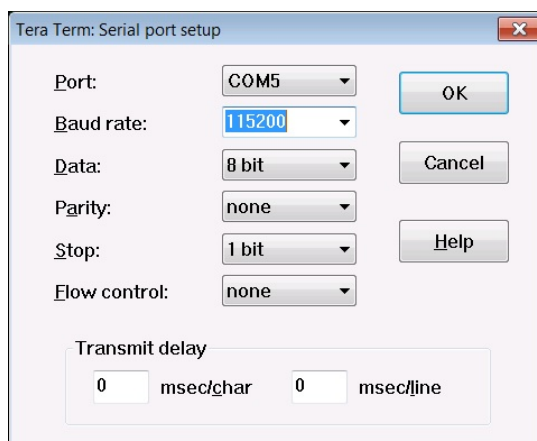 Tera Term: Serial port setup
Port: COM5 OK
Baud rate: 115200
Data: 8 bit Cancel
Parity: none
Stop: 1 bit Help
Flow control: none
Transmit delay
0 msec/char 0 msec/line